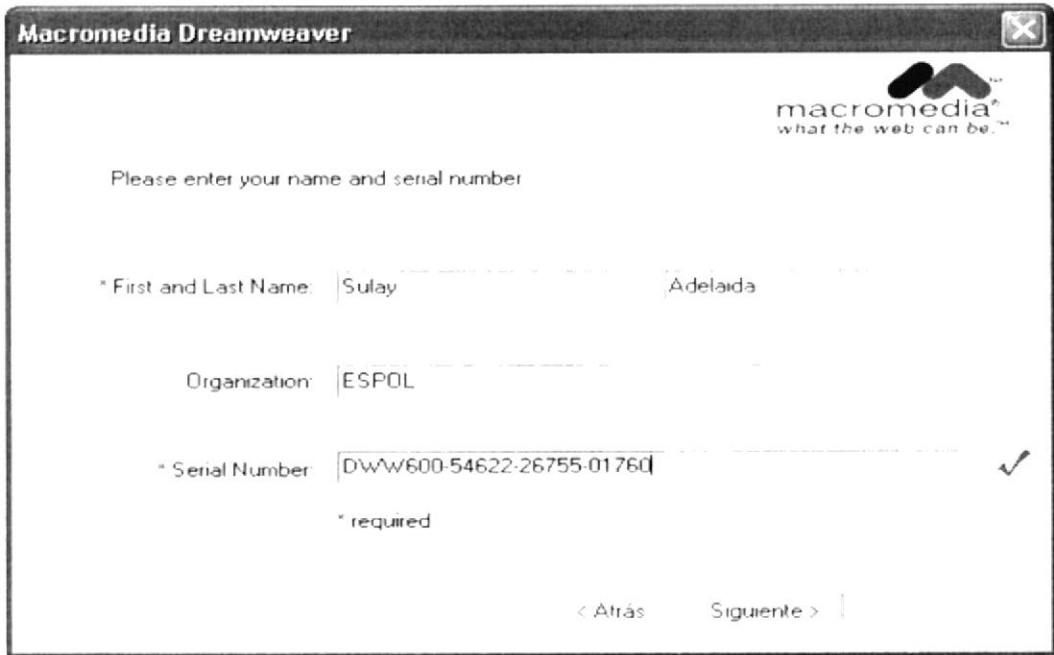 Macromedia Dreamweaver
macromedia®
what the web can be.™
Please enter your name and serial number
* First and Last Name: Sulay Adelaida
Organization: ESPOL
* Serial Number: DWW600-54622-26755-01760
* required
< Atrás Siguiente >